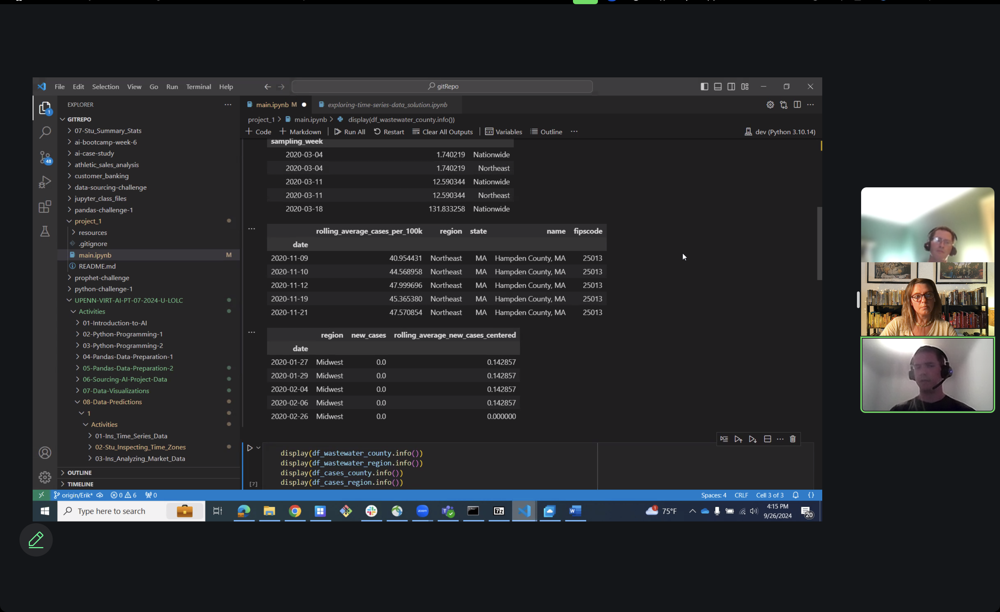 File Edit Selection View Go Run Terminal Help
gitRepo
EXPLORER
GITREPO
07-Stu_Summary_Stats
ai-bootcamp-week-6
ai-case-study
athletic_sales_analysis
customer_banking
data-sourcing-challenge
jupyter_class_files
pandas-challenge-1
project_1
resources
.gitignore
main.ipynb M
README.md
prophet-challenge
python-challenge-1
UPENN-VIRT-AI-PT-07-2024-U-LOLC
Activities
01-Introduction-to-AI
02-Python-Programming-1
03-Python-Programming-2
04-Pandas-Data-Preparation-1
05-Pandas-Data-Preparation-2
06-Sourcing-AI-Project-Data
07-Data-Visualizations
08-Data-Predictions
1
Activities
01-Ins_Time_Series_Data
02-Stu_Inspecting_Time_Zones
03-Ins_Analyzing_Market_Data
OUTLINE
TIMELINE
1
48
main.ipynb M
exploring-time-series-data_solution.ipynb
project_1 > main.ipynb > display(df_wastewater_county.info())
+ Code + Markdown Run All Restart Clear All Outputs Variables Outline ...
dev (Python 3.10.14)
sampling_week
2020-03-04 1.740219 Nationwide
2020-03-04 1.740219 Northeast
2020-03-11 12.590344 Nationwide
2020-03-11 12.590344 Northeast
2020-03-18 131.833258 Nationwide
rolling_average_cases_per_100k region state name fipscode
date
2020-11-09 40.954431 Northeast MA Hampden County, MA 25013
2020-11-10 44.568958 Northeast MA Hampden County, MA 25013
2020-11-12 47.999696 Northeast MA Hampden County, MA 25013
2020-11-19 45.365380 Northeast MA Hampden County, MA 25013
2020-11-21 47.570854 Northeast MA Hampden County, MA 25013
region new_cases rolling_average_new_cases_centered
date
2020-01-27 Midwest 0.0 0.142857
2020-01-29 Midwest 0.0 0.142857
2020-02-04 Midwest 0.0 0.142857
2020-02-06 Midwest 0.0 0.142857
2020-02-26 Midwest 0.0 0.000000
display(df_wastewater_county.info())
display(df_wastewater_region.info())
display(df_cases_county.info())
display(df_cases_region.info())
[7]
origin/Erik* 0 6 0
Spaces: 4 CRLF Cell 3 of 3 {}
Type here to search
zoom
7z
W
1
75°F
4:15 PM
9/26/2024
20